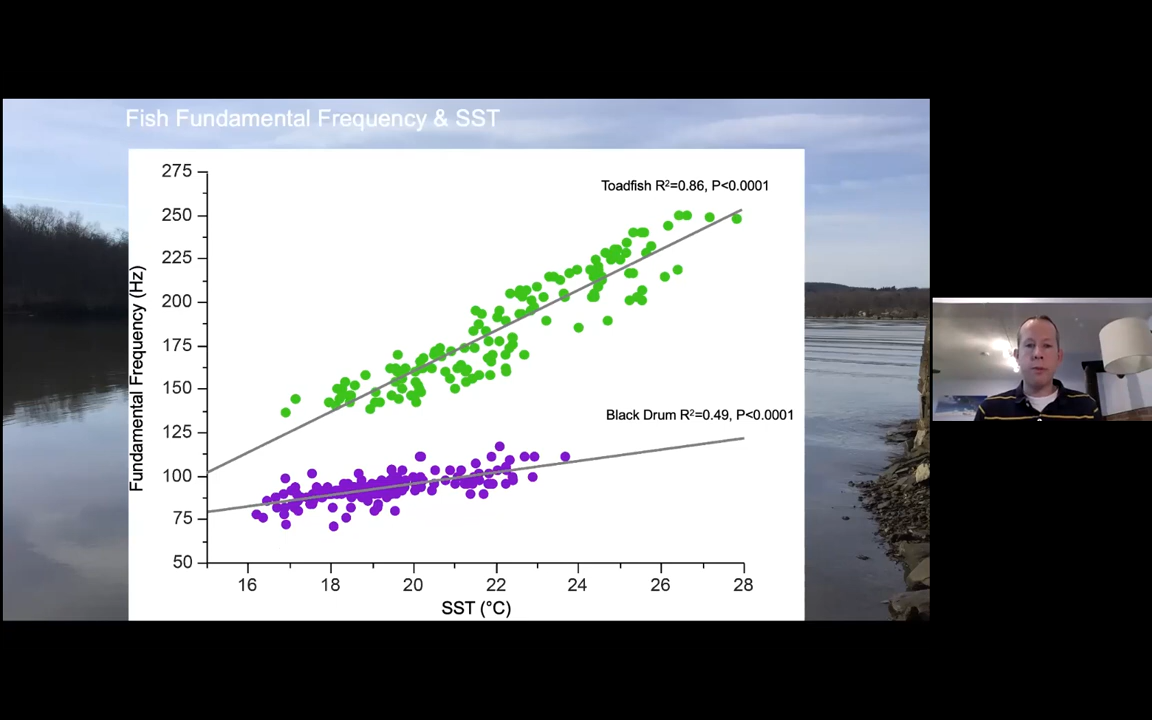 Fish Fundamental Frequency & SST
275
250
225
200
175
150
125
100
75
50
Fundamental Frequency (Hz)
Toadfish R²=0.86, P<0.0001
Black Drum R²=0.49, P<0.0001
16 18 20 22 24 26 28
SST (°C)